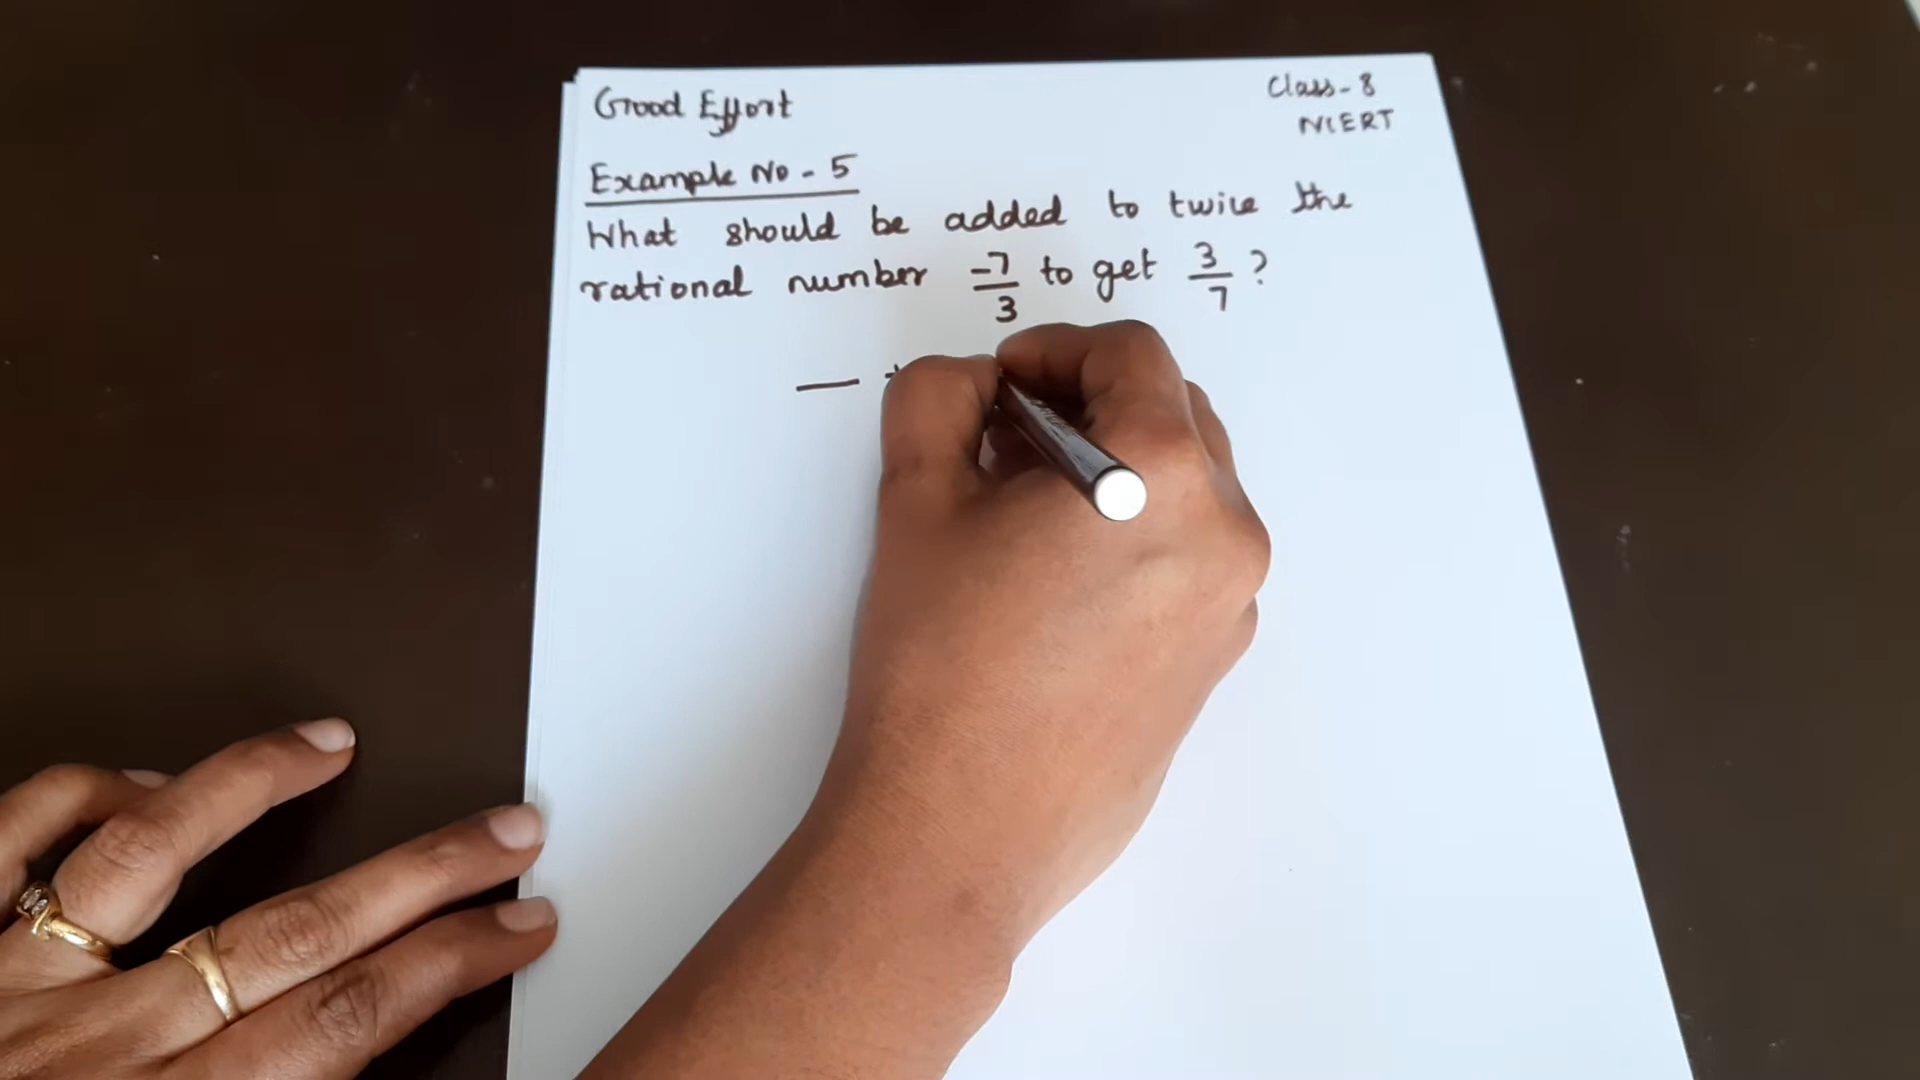 Good Effort
Class-8
NCERT
Example No - 5
What should be added to twice the
rational number -7/3 to get 3/7 ?
__ +